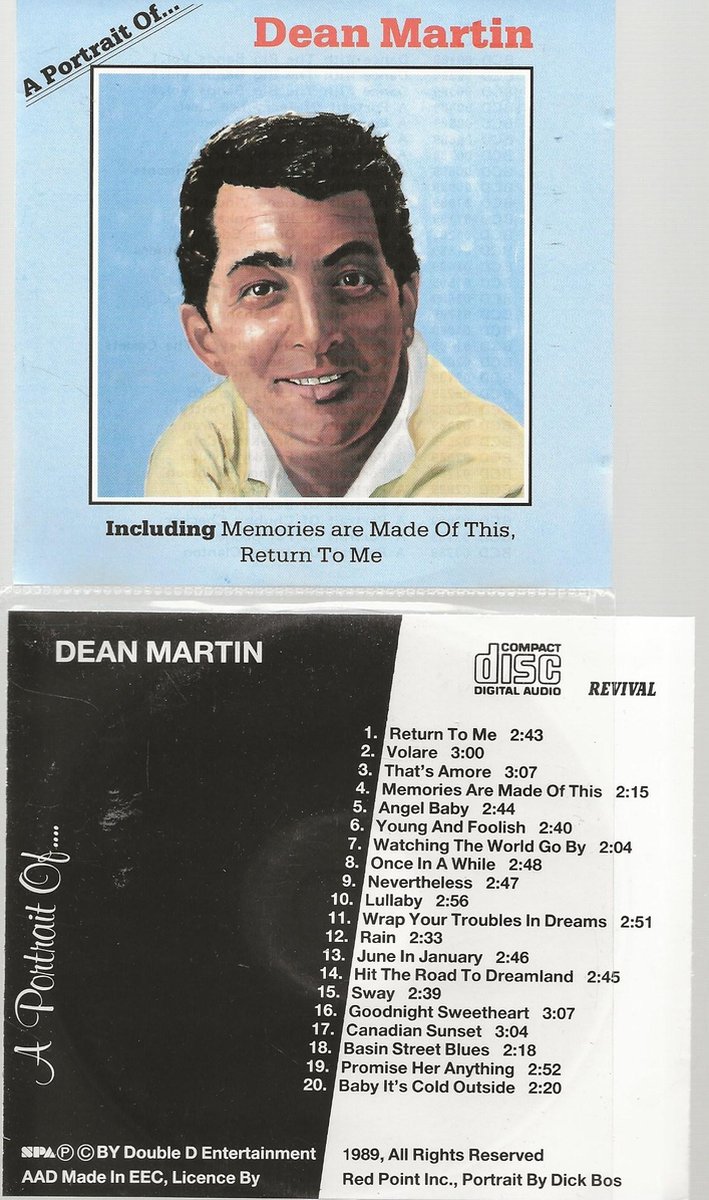 A Portrait Of...
Dean Martin
Including Memories are Made Of This,
Return To Me
DEAN MARTIN
COMPACT
disc
DIGITAL AUDIO
REVIVAL
A Portrait Of....
1. Return To Me 2:43
2. Volare 3:00
3. That's Amore 3:07
4. Memories Are Made Of This 2:15
5. Angel Baby 2:44
6. Young And Foolish 2:40
7. Watching The World Go By 2:04
8. Once In A While 2:48
9. Nevertheless 2:47
10. Lullaby 2:56
11. Wrap Your Troubles In Dreams 2:51
12. Rain 2:33
13. June In January 2:46
14. Hit The Road To Dreamland 2:45
15. Sway 2:39
16. Goodnight Sweetheart 3:07
17. Canadian Sunset 3:04
18. Basin Street Blues 2:18
19. Promise Her Anything 2:52
20. Baby It's Cold Outside 2:20
SPA Ⓟ © BY Double D Entertainment 1989, All Rights Reserved
AAD Made In EEC, Licence By Red Point Inc., Portrait By Dick Bos